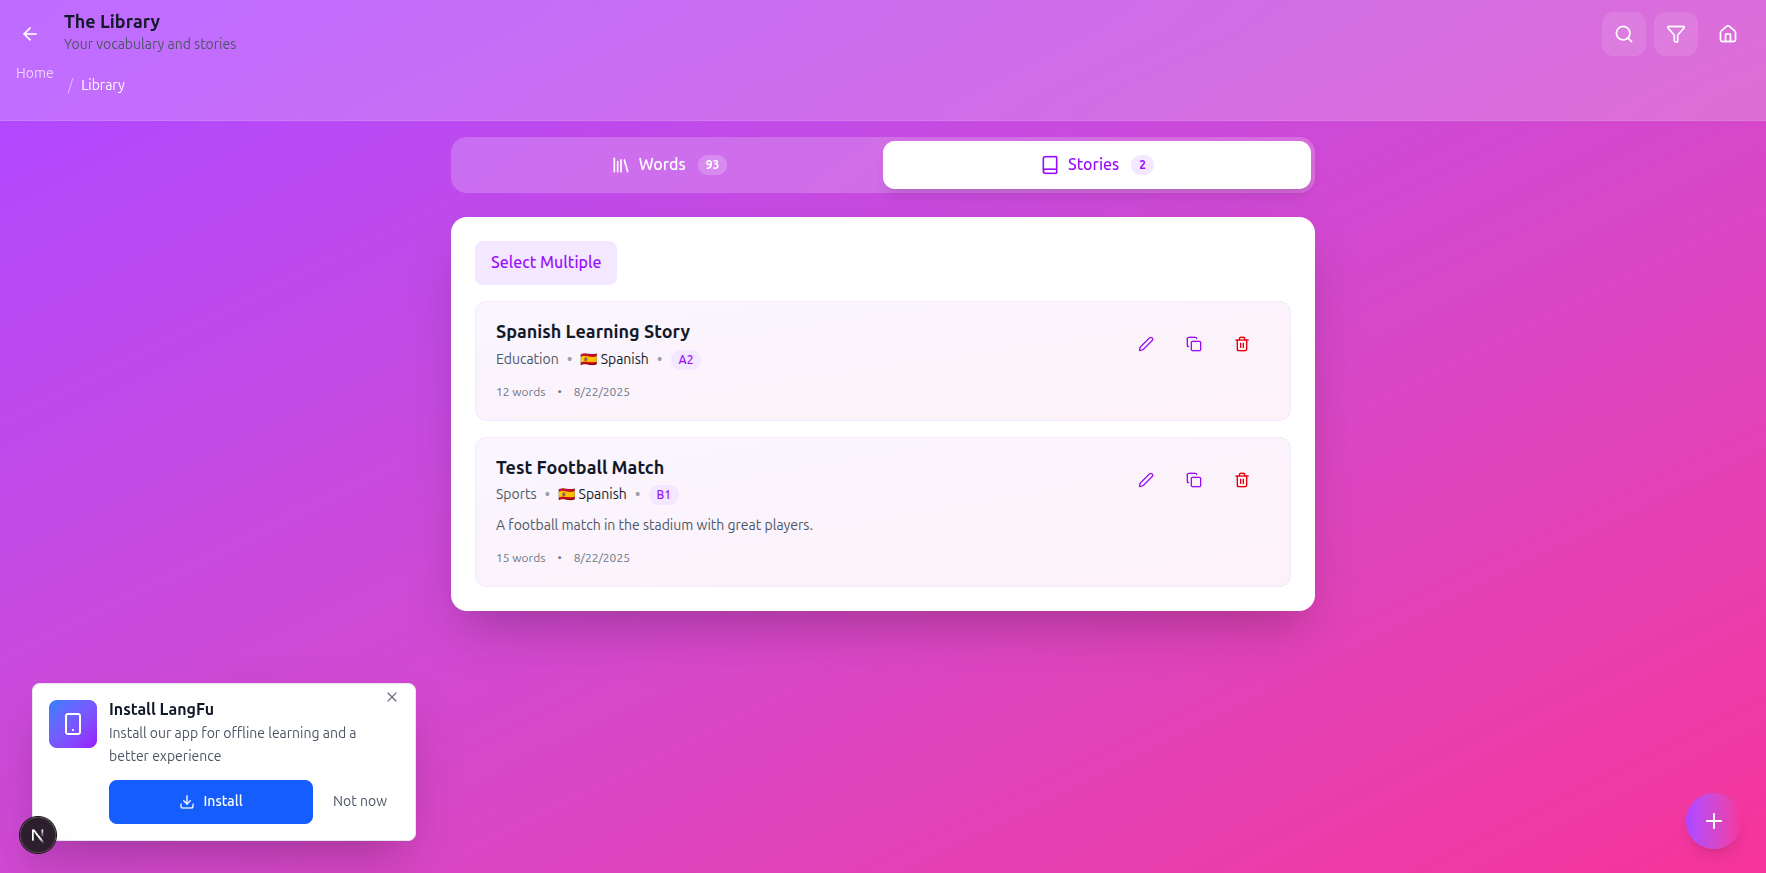 The Library
Your vocabulary and stories
Home
/ Library
Words 93
Stories 2
Select Multiple
Spanish Learning Story
Education • 🇪🇸 Spanish • A2
12 words • 8/22/2025
Test Football Match
Sports • 🇪🇸 Spanish • B1
A football match in the stadium with great players.
15 words • 8/22/2025
Install LangFu
Install our app for offline learning and a
better experience
Install
Not now
N